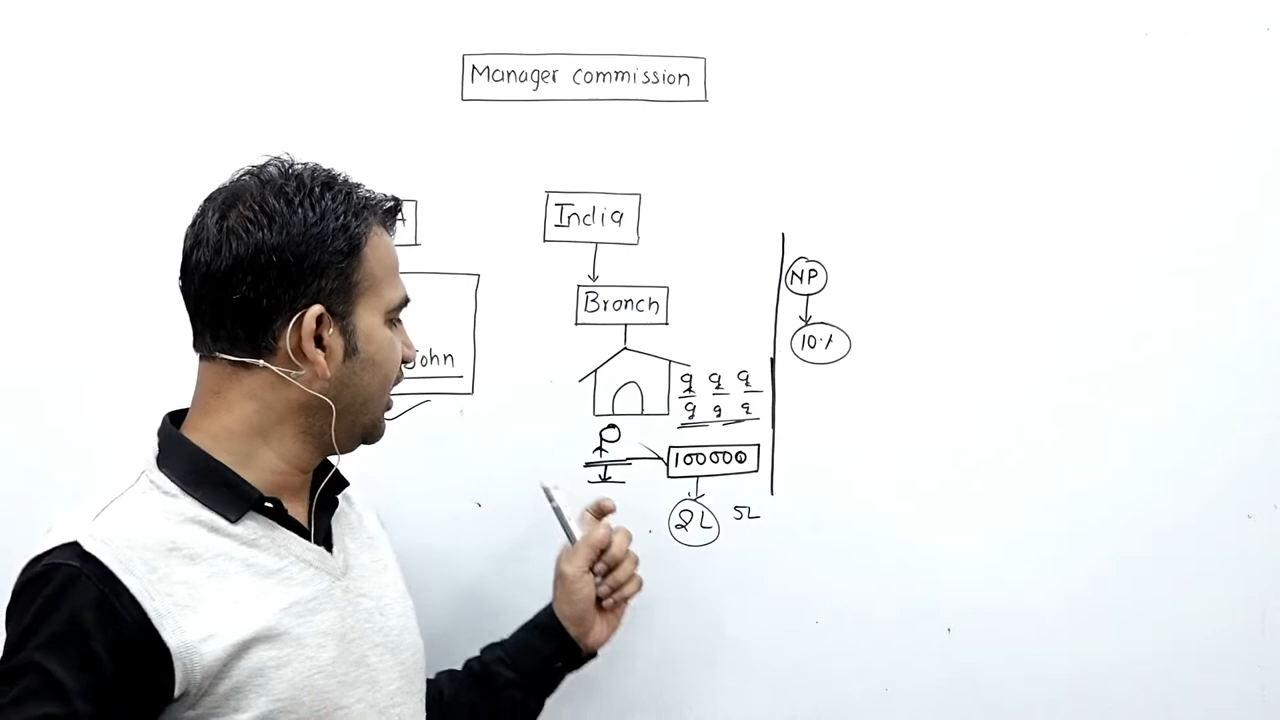 Manager commission
A
India
NP
Branch
10%
John
q q q
q q q
100000
2L 5L